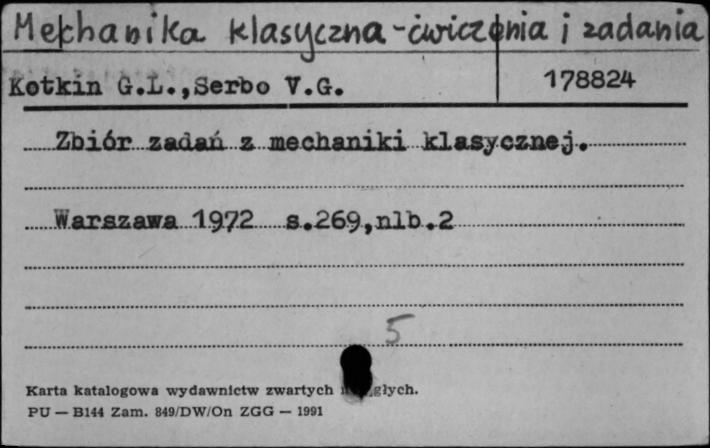 Mechanika klasyczna - ćwiczenia i zadania
Kotkin G.L.,Serbo V.G. 178824
Zbiór zadań z mechaniki klasycznej.
Warszawa 1972 s.269,nlb.2
5
Karta katalogowa wydawnictw zwartych głych.
PU — B144 Zam. 849/DW/On ZGG — 1991